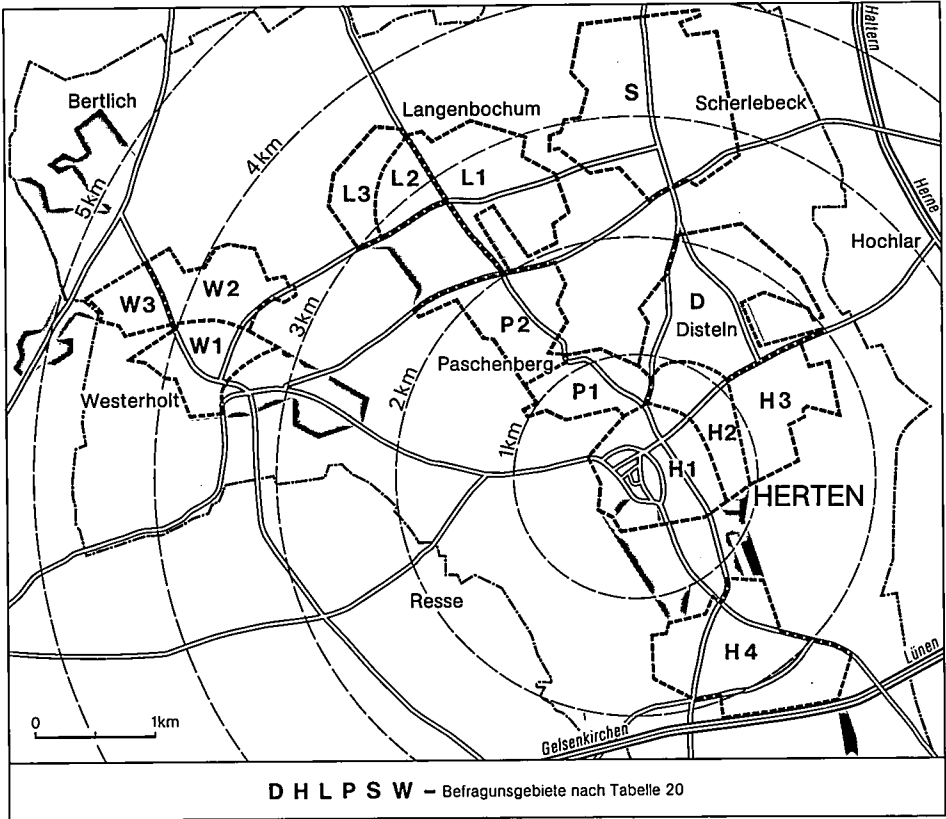 Haltern
Bertlich
S
Scherlebeck
Langenbochum
4km
L3
L2
L1
5km
Herne
Hochlar
W3
W2
3km
D
Disteln
P2
W1
Paschenberg
2km
P1
H3
Westerholt
1km
H2
H1
HERTEN
Resse
H4
Lünen
0 1km
Gelsenkirchen
D H L P S W – Befragunsgebiete nach Tabelle 20